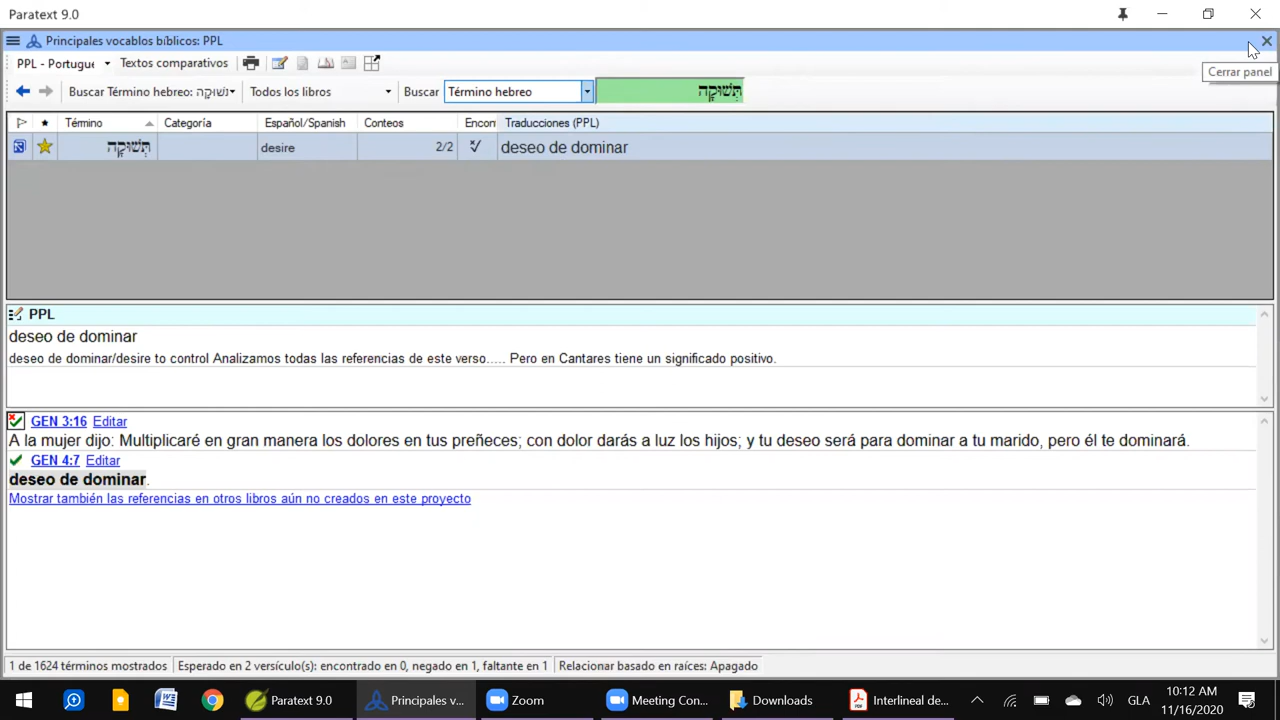 Paratext 9.0
Principales vocablos bíblicos: PPL
Cerrar panel
PPL - Portugue Textos comparativos
Buscar Término hebreo: תְּשׁוּקָה Todos los libros Buscar Término hebreo תְּשׁוּקָה
Término Categoría Español/Spanish Conteos Encon Traducciones (PPL)
תְּשׁוּקָה desire 2/2 deseo de dominar
PPL
deseo de dominar
deseo de dominar/desire to control Analizamos todas las referencias de este verso..... Pero en Cantares tiene un significado positivo.
GEN 3:16 Editar
A la mujer dijo: Multiplicaré en gran manera los dolores en tus preñeces; con dolor darás a luz los hijos; y tu deseo será para dominar a tu marido, pero él te dominará.
GEN 4:7 Editar
deseo de dominar.
Mostrar también las referencias en otros libros aún no creados en este proyecto
1 de 1624 términos mostrados Esperado en 2 versículo(s): encontrado en 0, negado en 1, faltante en 1 Relacionar basado en raíces: Apagado
Paratext 9.0 Principales v... Zoom Meeting Con... Downloads Interlineal de... GLA 10:12 AM
11/16/2020